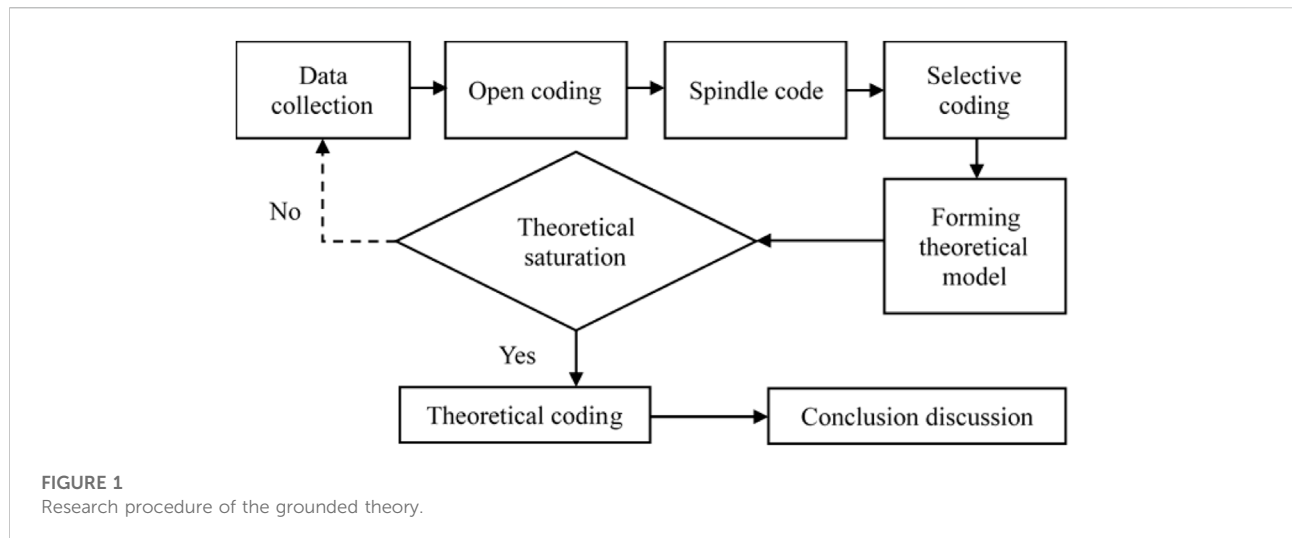 Data
collection
Open coding
Spindle code
Selective
coding
No
Theoretical
saturation
Forming
theoretical
model
Yes
Theoretical coding
Conclusion discussion
FIGURE 1
Research procedure of the grounded theory.